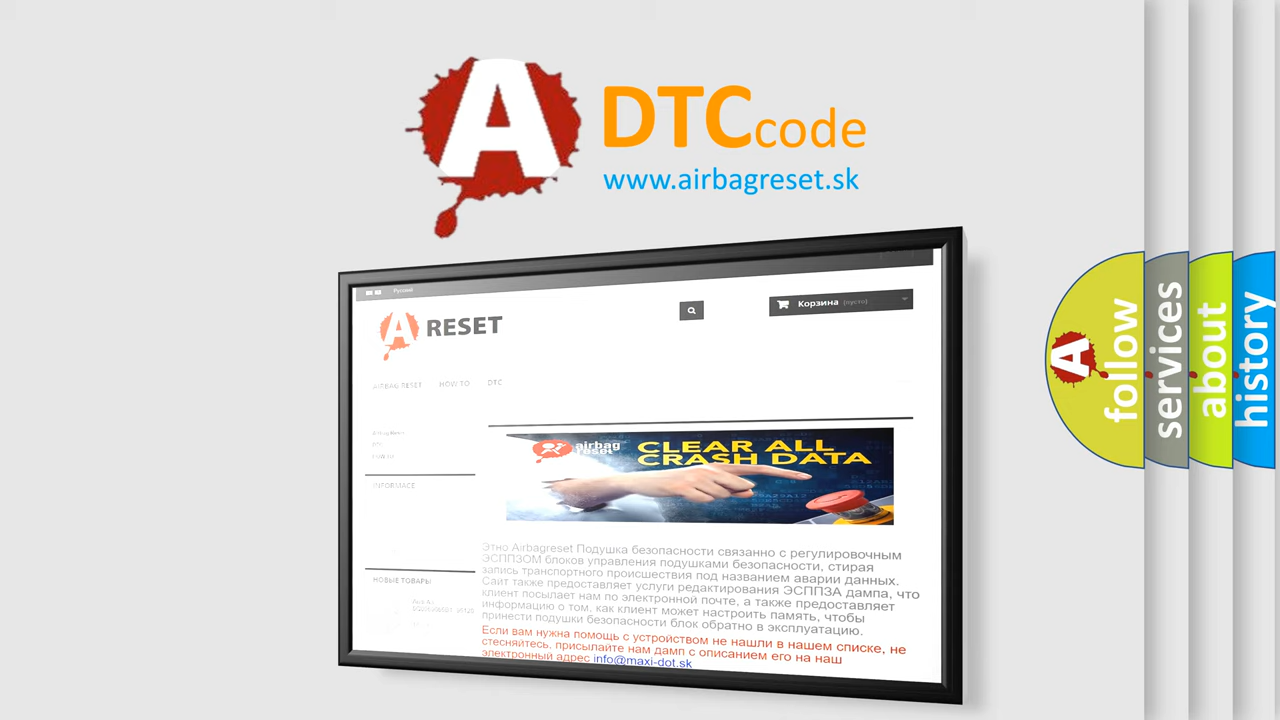 A
DTC code
www.airbagreset.sk
Русский
A RESET
Корзина (пусто)
AIRBAG RESET HOW TO DTC
INFORMACE
airbag
reset
CLEAR ALL
CRASH DATA
Этно Airbagreset Подушка безопасности связанно с регулировочным
ЭСППЗОМ блоков управления подушками безопасности, стирая
запись транспортного происшествия под названием аварии данных.
Сайт также предоставляет услуги редактирования ЭСППЗА дампа, что
клиент посылает нам по электронной почте, а также предоставляет
информацию о том, как клиент может настроить память, чтобы
принести подушки безопасности блок обратно в эксплуатацию.
Если вам нужна помощь с устройством не нашли в нашем списке, не
стесняйтесь, присылайте нам дамп с описанием его на наш
электронный адрес info@maxi-dot.sk
НОВЫЕ ТОВАРЫ
A
follow
services
about
history